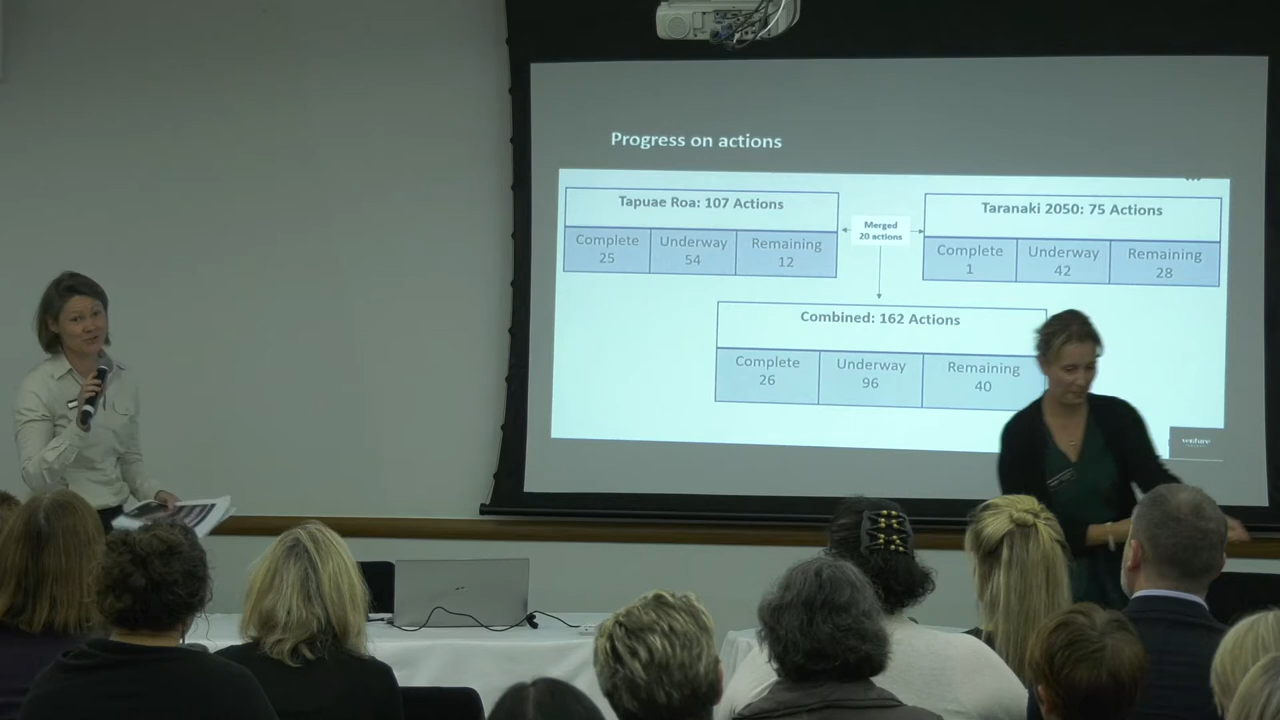 Progress on actions
Tapuae Roa: 107 Actions
Complete
25
Underway
54
Remaining
12
Merged
20 actions
Taranaki 2050: 75 Actions
Complete
1
Underway
42
Remaining
28
Combined: 162 Actions
Complete
26
Underway
96
Remaining
40
venture